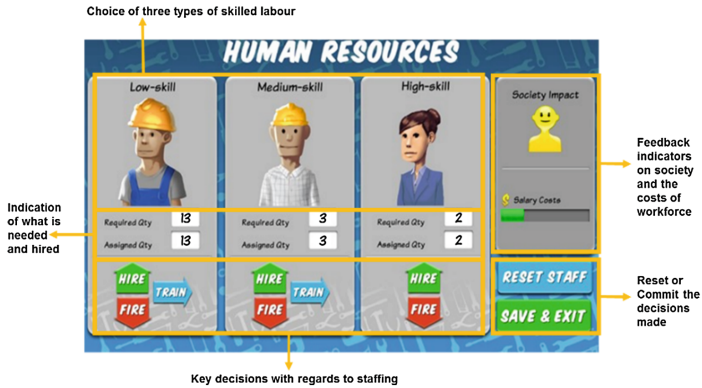 Choice of three types of skilled labour
HUMAN RESOURCES
Low-skill
Medium-skill
High-skill
Society Impact
Salary Costs
Feedback
indicators
on society
and the
costs of
workforce
Indication
of what is
needed
and hired
Required Qty 13
Assigned Qty 13
Required Qty 3
Assigned Qty 3
Required Qty 2
Assigned Qty 2
HIRE
TRAIN
FIRE
HIRE
TRAIN
FIRE
HIRE
FIRE
RESET STAFF
SAVE & EXIT
Reset or
Commit the
decisions
made
Key decisions with regards to staffing